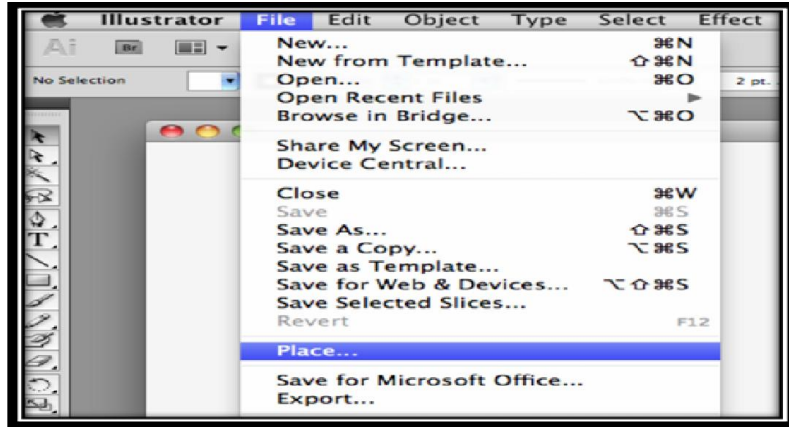 Illustrator File Edit Object Type Select Effect
Ai Br
No Selection 2 pt.
New... ⌘N
New from Template... ⇧⌘N
Open... ⌘O
Open Recent Files ▶
Browse in Bridge... ⌥⌘O
Share My Screen...
Device Central...
Close ⌘W
Save ⌘S
Save As... ⇧⌘S
Save a Copy... ⌥⌘S
Save as Template...
Save for Web & Devices... ⌥⇧⌘S
Save Selected Slices...
Revert F12
Place...
Save for Microsoft Office...
Export...
T